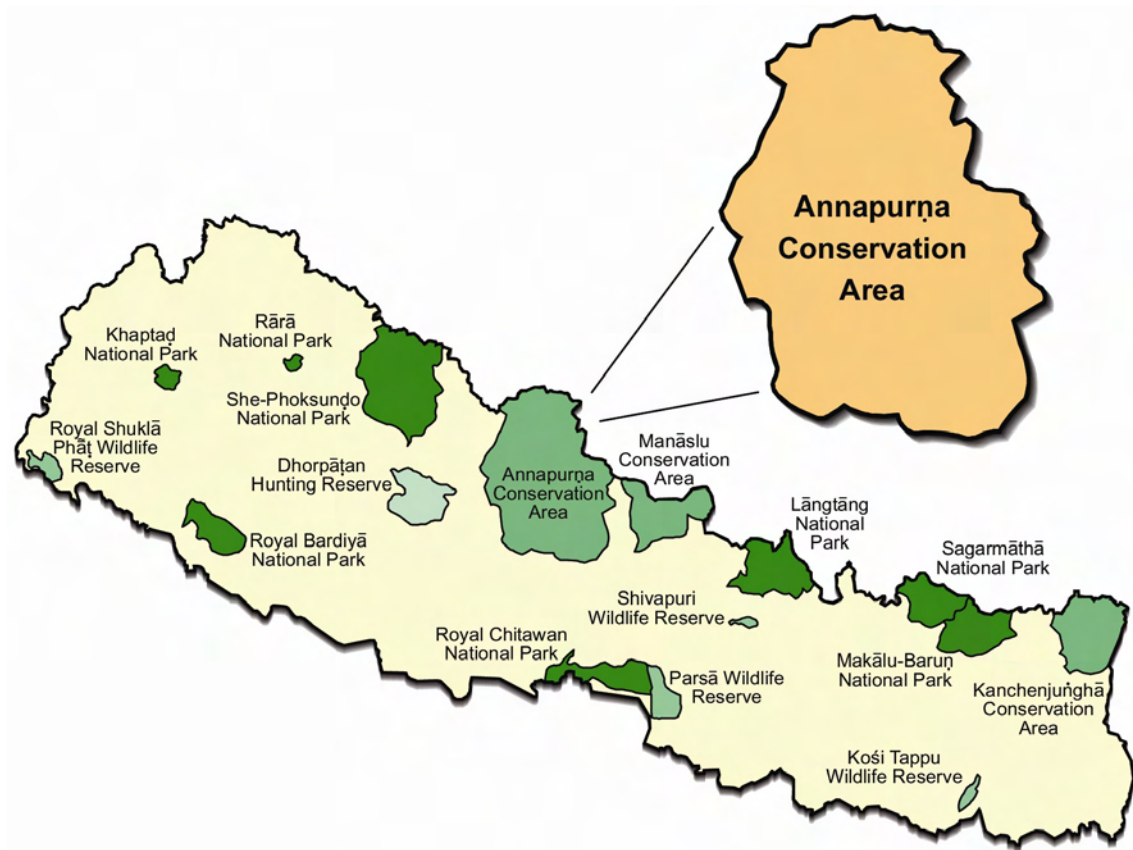 Annapurṇa
Conservation
Area
Khaptaḍ
National Park
Rārā
National Park
She-Phoksunḍo
National Park
Royal Shuklā
Phāṭ Wildlife
Reserve
Dhorpāṭan
Hunting Reserve
Annapurṇa
Conservation
Area
Manāslu
Conservation
Area
Royal Bardiyā
National Park
Lāngtāng
National
Park
Sagarmāthā
National Park
Shivapuri
Wildlife Reserve
Royal Chitawan
National Park
Parsā Wildlife
Reserve
Makālu-Baruṇ
National Park
Kanchenjuṅghā
Conservation
Area
Kośi Tappu
Wildlife Reserve